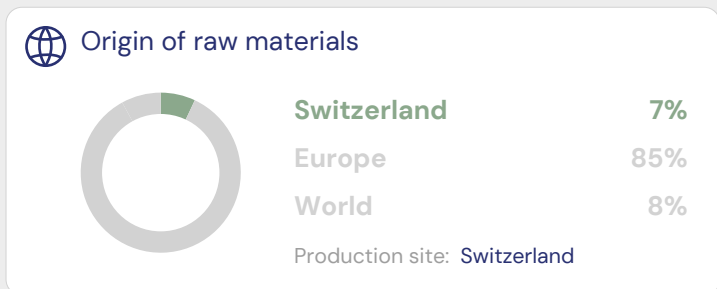 Origin of raw materials
Switzerland 7%
Europe 85%
World 8%
Production site: Switzerland